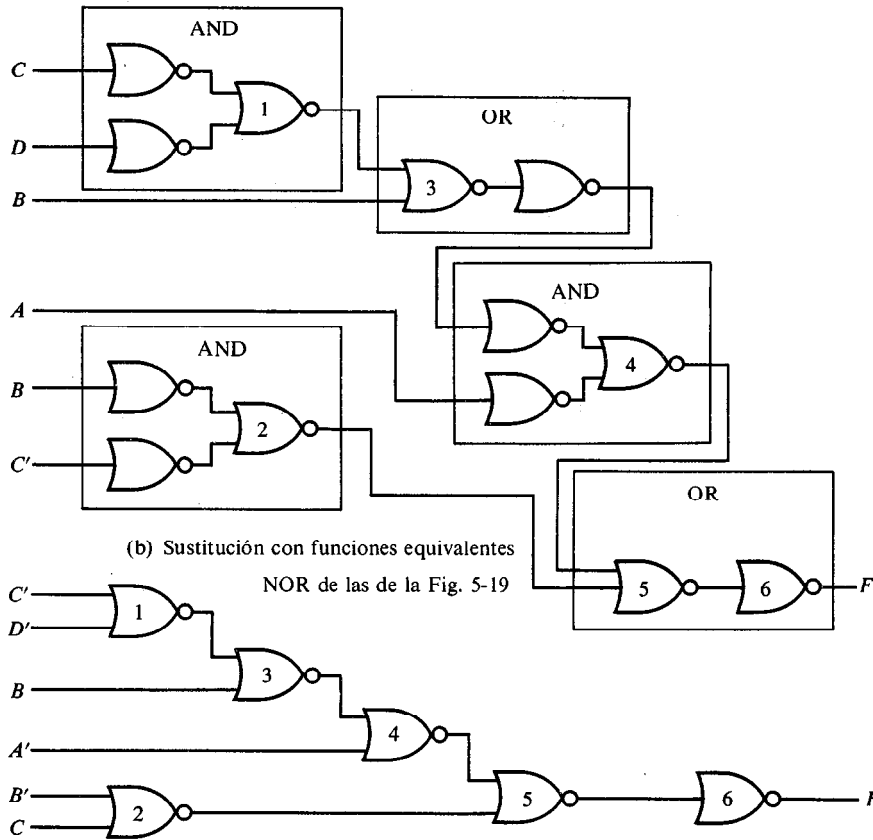 AND
C
1
OR
D
3
B
AND
A
AND
4
B
2
C'
OR
(b) Sustitución con funciones equivalentes
NOR de las de la Fig. 5-19
5
6
F
C'
1
D'
3
B
4
A'
B'
5
6
2
C